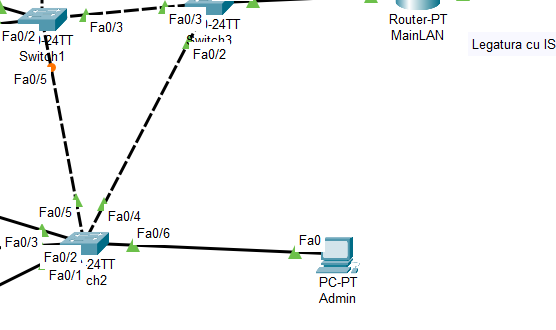 Fa0/2
-24TT
Switch1
Fa0/3
Fa0/3
-24TT
Switch3
Fa0/2
Router-PT
MainLAN
Legatura cu IS
Fa0/5
Fa0/5
Fa0/4
Fa0/3
Fa0/2
Fa0/1
24TT
ch2
Fa0/6
Fa0
PC-PT
Admin